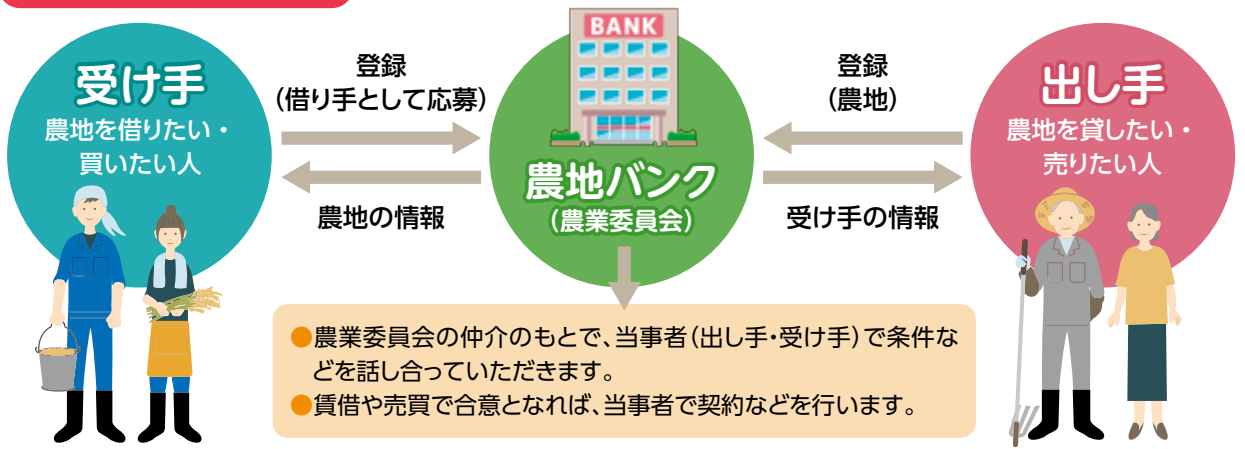 受け手
農地を借りたい・
買いたい人
登録
(借り手として応募)
農地の情報
BANK
農地バンク
(農業委員会)
登録
(農地)
受け手の情報
出し手
農地を貸したい・
売りたい人
●農業委員会の仲介のもとで、当事者(出し手・受け手)で条件な
どを話し合っていただきます。
●賃借や売買で合意となれば、当事者で契約などを行います。